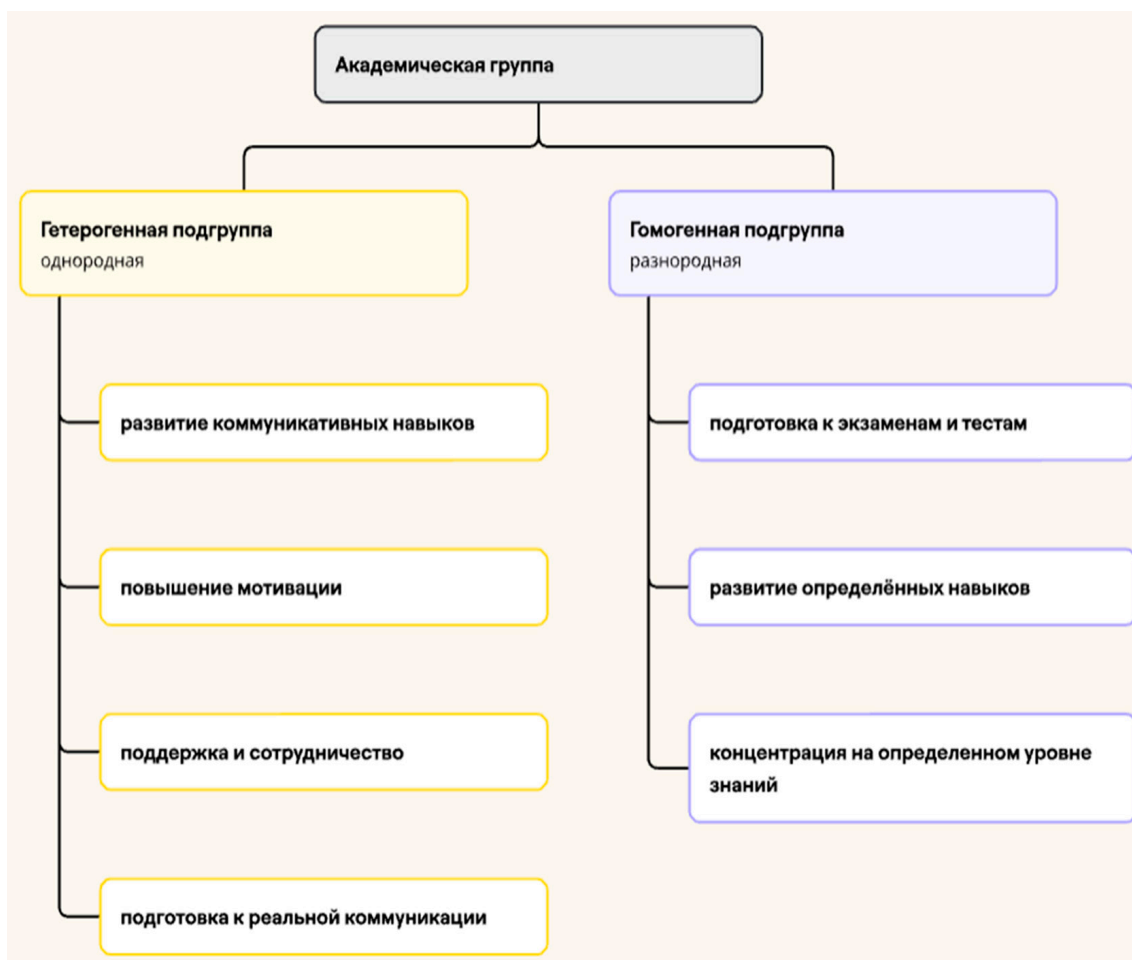 Академическая группа
Гетерогенная подгруппа
однородная
Гомогенная подгруппа
разнородная
развитие коммуникативных навыков
подготовка к экзаменам и тестам
повышение мотивации
развитие определённых навыков
поддержка и сотрудничество
концентрация на определенном уровне
знаний
подготовка к реальной коммуникации